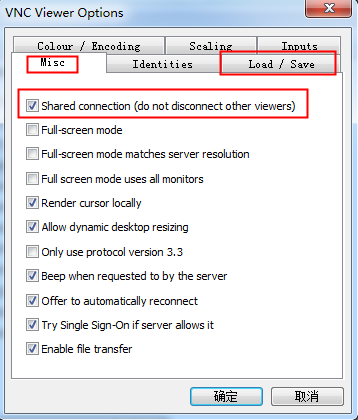 VNC Viewer Options
Colour / Encoding Scaling Inputs
Misc Identities Load / Save
Shared connection (do not disconnect other viewers)
Full-screen mode
Full-screen mode matches server resolution
Full screen mode uses all monitors
Render cursor locally
Allow dynamic desktop resizing
Only use protocol version 3.3
Beep when requested to by the server
Offer to automatically reconnect
Try Single Sign-On if server allows it
Enable file transfer
确定 取消